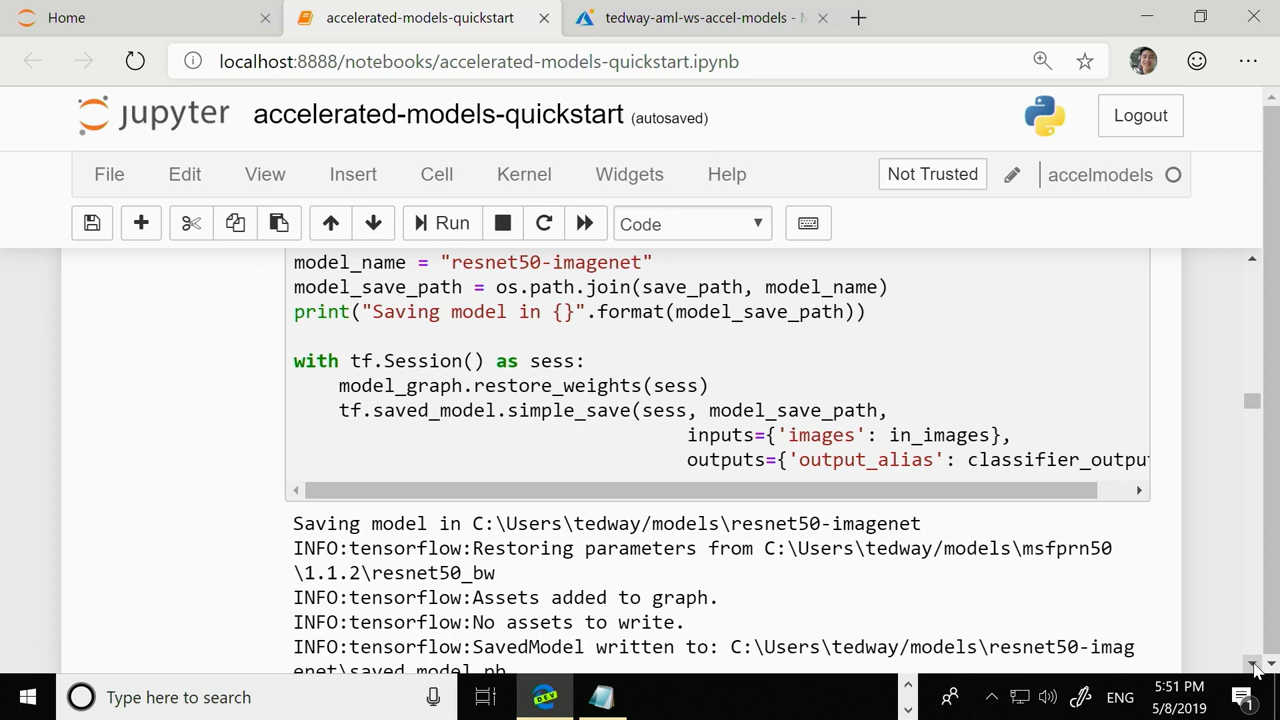 Home
accelerated-models-quickstart
tedway-aml-ws-accel-models -
localhost:8888/notebooks/accelerated-models-quickstart.ipynb
jupyter
accelerated-models-quickstart (autosaved)
Logout
File Edit View Insert Cell Kernel Widgets Help
Not Trusted
accelmodels
Run
Code
model_name = "resnet50-imagenet"
model_save_path = os.path.join(save_path, model_name)
print("Saving model in {}".format(model_save_path))
with tf.Session() as sess:
model_graph.restore_weights(sess)
tf.saved_model.simple_save(sess, model_save_path,
inputs={'images': in_images},
outputs={'output_alias': classifier_outpu
Saving model in C:\Users\tedway/models\resnet50-imagenet
INFO:tensorflow:Restoring parameters from C:\Users\tedway/models\msfprn50
\1.1.2\resnet50_bw
INFO:tensorflow:Assets added to graph.
INFO:tensorflow:No assets to write.
INFO:tensorflow:SavedModel written to: C:\Users\tedway/models\resnet50-imag
enet\saved_model.pb
Type here to search
DEV
ENG
5:51 PM
5/8/2019
1